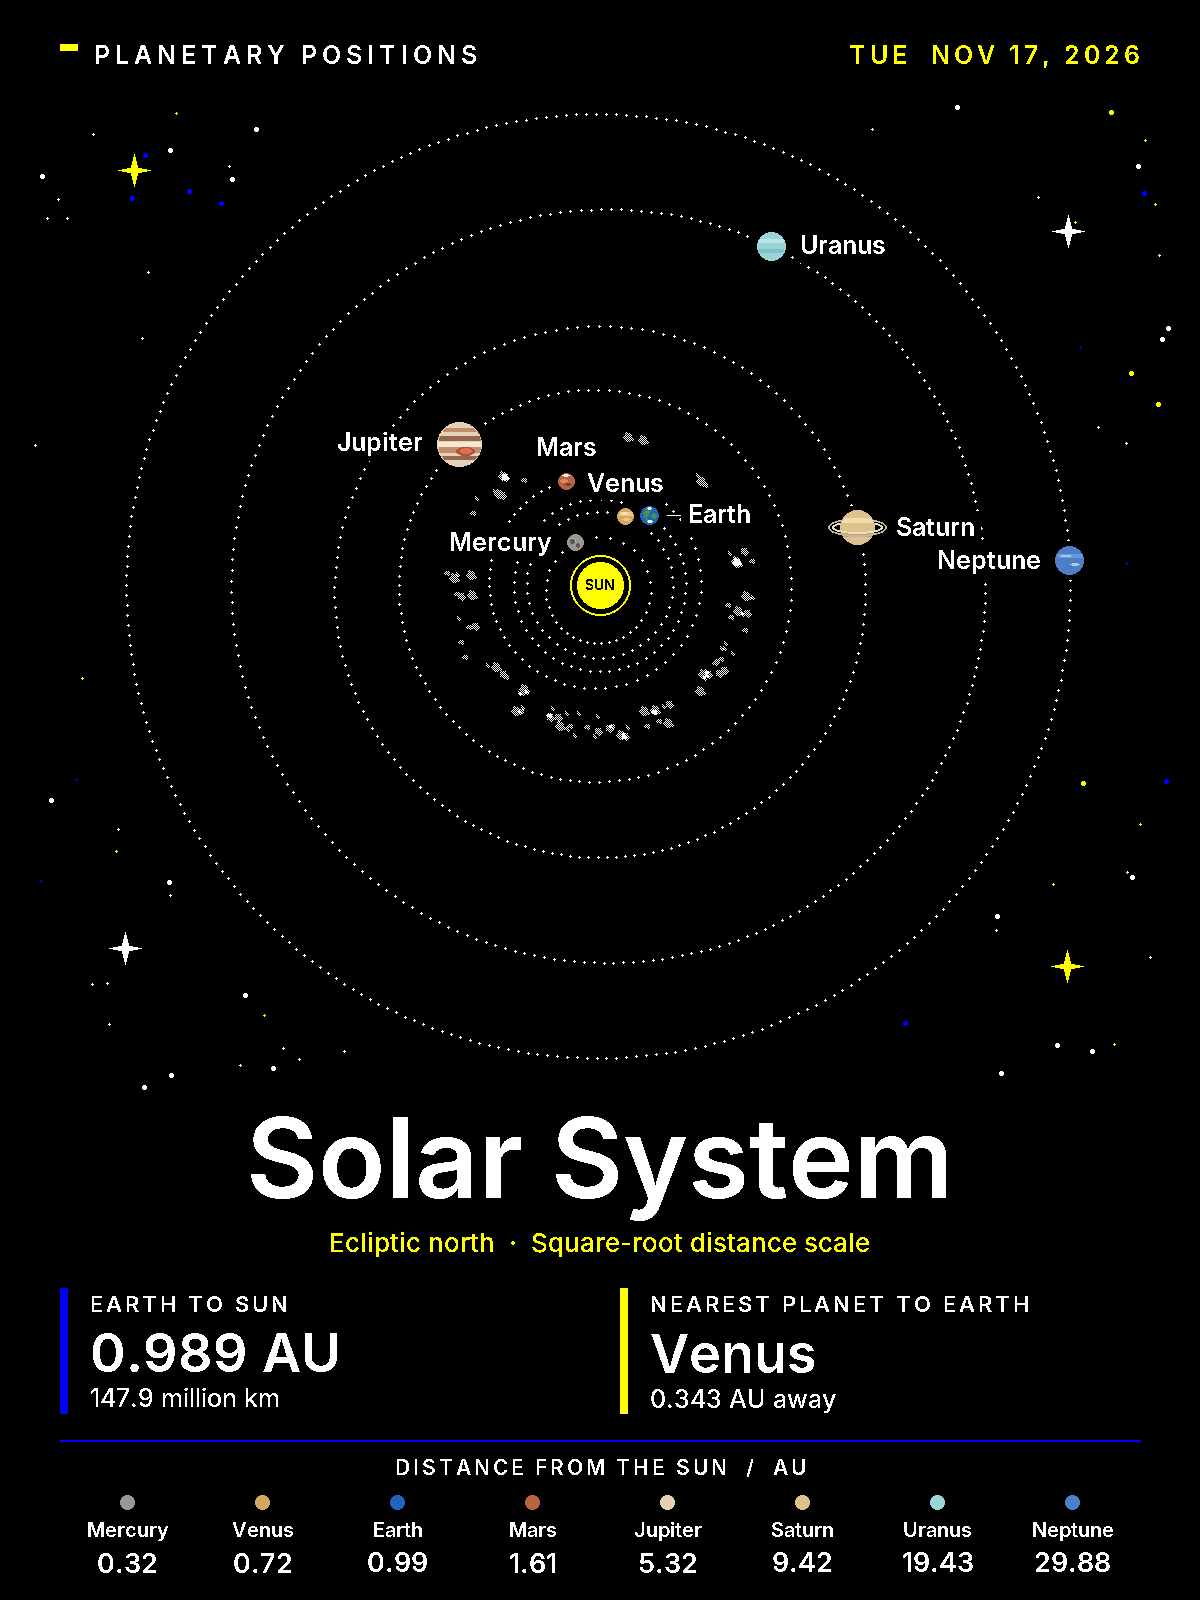 PLANETARY POSITIONS
TUE NOV 17, 2026
Uranus
Jupiter
Mars
Venus
Earth
Saturn
Mercury
Neptune
SUN
Solar System
Ecliptic north · Square-root distance scale
EARTH TO SUN
0.989 AU
147.9 million km
NEAREST PLANET TO EARTH
Venus
0.343 AU away
DISTANCE FROM THE SUN / AU
Mercury Venus Earth Mars Jupiter Saturn Uranus Neptune
0.32 0.72 0.99 1.61 5.32 9.42 19.43 29.88